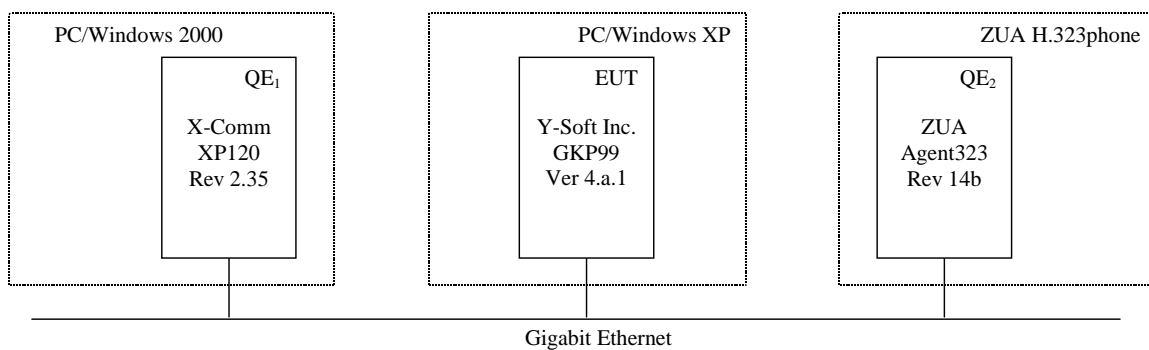 PC/Windows 2000
PC/Windows XP
ZUA H.323phone
QE₁
X-Comm
XP120
Rev 2.35
EUT
Y-Soft Inc.
GKP99
Ver 4.a.1
QE₂
ZUA
Agent323
Rev 14b
Gigabit Ethernet